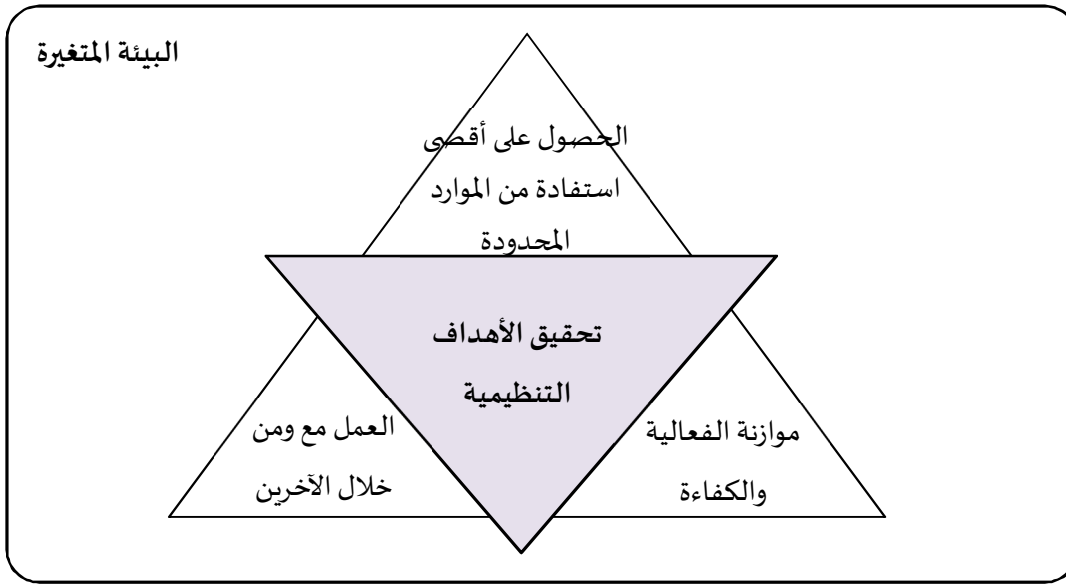 البيئة المتغيرة
الحصول على أقصى
استفادة من الموارد
المحدودة
تحقيق الأهداف
التنظيمية
العمل مع ومن
خلال الآخرين
موازنة الفعالية
والكفاءة